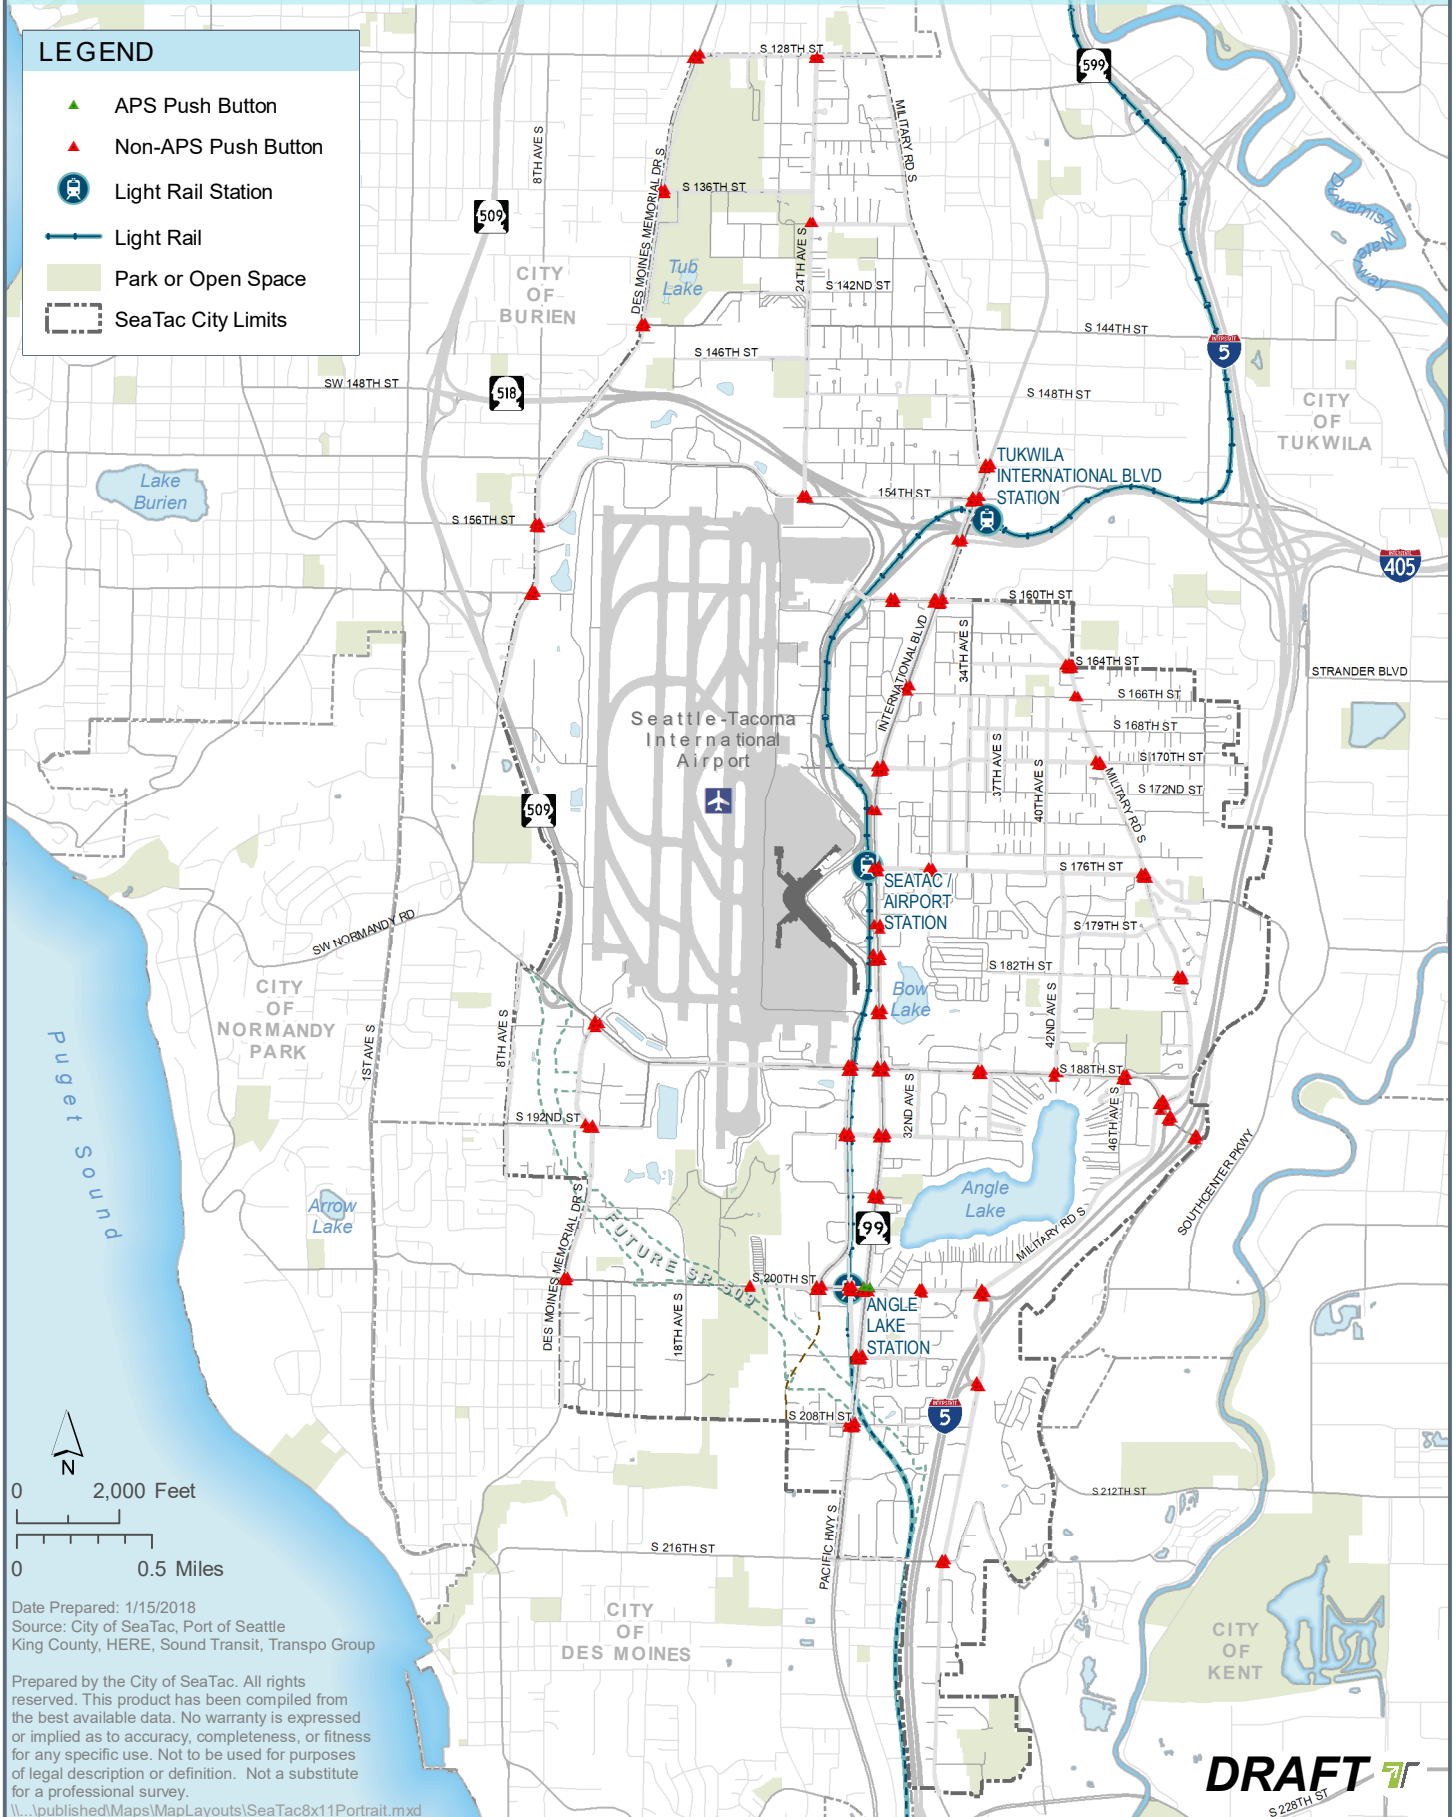 LEGEND
APS Push Button
Non-APS Push Button
Light Rail Station
Light Rail
Park or Open Space
SeaTac City Limits
S 128TH ST
599
MILITARY RD S
8TH AVE S
DES MOINES MEMORIAL DR S
S 136TH ST
509
Duwamish
Waterway
24TH AVE S
CITY
OF
BURIEN
Tub
Lake
S 142ND ST
S 144TH ST
INTERSTATE
5
S 146TH ST
SW 148TH ST
518
S 148TH ST
CITY
OF
TUKWILA
TUKWILA
INTERNATIONAL BLVD
STATION
Lake
Burien
154TH ST
S 156TH ST
INTERSTATE
405
S 160TH ST
INTERNATIONAL BLVD
34TH AVE S
S 164TH ST
STRANDER BLVD
S 166TH ST
Seattle-Tacoma
International
Airport
S 168TH ST
37TH AVE S
40TH AVE S
S 170TH ST
MILITARY RD S
S 172ND ST
509
S 176TH ST
SEATAC /
AIRPORT
STATION
SW NORMANDY RD
S 179TH ST
S 182TH ST
CITY
OF
NORMANDY
PARK
Bow
Lake
42ND AVE S
8TH AVE S
1ST AVE S
Puget Sound
S 188TH ST
32ND AVE S
46TH AVE S
S 192ND ST
SOUTHCENTER PKWY
Angle
Lake
Arrow
Lake
DES MOINES MEMORIAL DR S
FUTURE SR 509
99
MILITARY RD S
S 200TH ST
18TH AVE S
ANGLE
LAKE
STATION
INTERSTATE
5
S 208TH ST
N
0 2,000 Feet
S 212TH ST
PACIFIC HWY S
S 216TH ST
0 0.5 Miles
Date Prepared: 1/15/2018
Source: City of SeaTac, Port of Seattle
King County, HERE, Sound Transit, Transpo Group
CITY
OF
DES MOINES
CITY
OF
KENT
Prepared by the City of SeaTac. All rights
reserved. This product has been compiled from
the best available data. No warranty is expressed
or implied as to accuracy, completeness, or fitness
for any specific use. Not to be used for purposes
of legal description or definition. Not a substitute
for a professional survey.
\\...\published\Maps\MapLayouts\SeaTac8x11Portrait.mxd
DRAFT
S 228TH ST